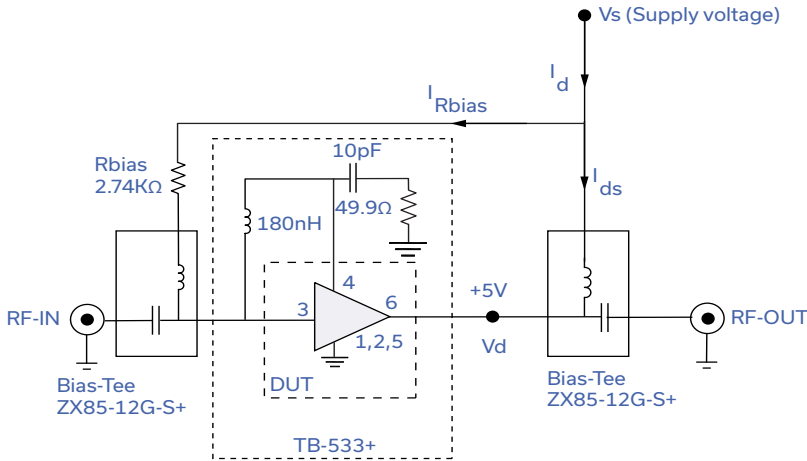 Vs (Supply voltage)
Id
IRbias
Rbias
2.74KΩ
10pF
49.9Ω
180nH
Ids
4
3
6
1,2,5
DUT
+5V
Vd
RF-IN
RF-OUT
Bias-Tee
ZX85-12G-S+
Bias-Tee
ZX85-12G-S+
TB-533+